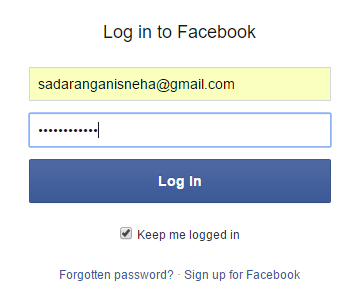 Log in to Facebook
sadaranganisneha@gmail.com
••••••••••••
Log In
Keep me logged in
Forgotten password? · Sign up for Facebook